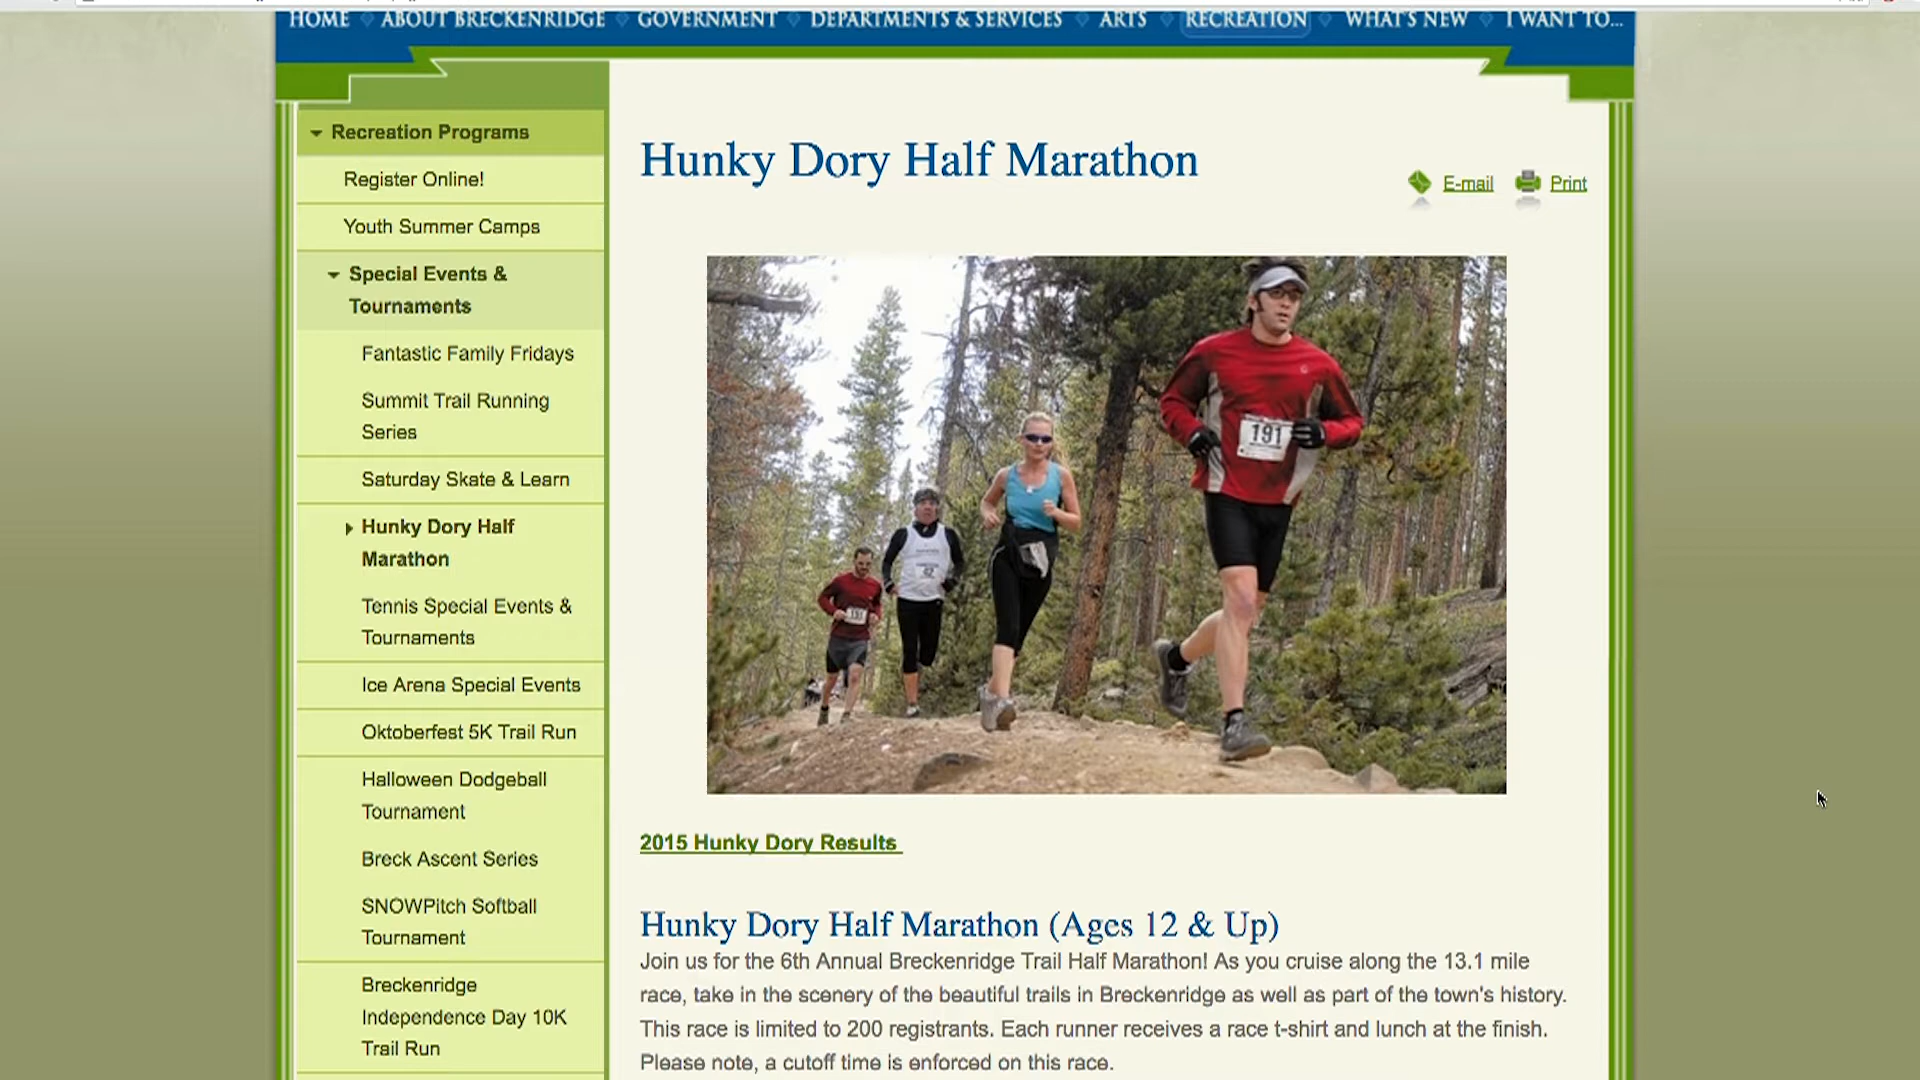 HOME ABOUT BRECKENRIDGE GOVERNMENT DEPARTMENTS & SERVICES ARTS RECREATION WHAT'S NEW I WANT TO...
Recreation Programs
Register Online!
Youth Summer Camps
Special Events &
Tournaments
Fantastic Family Fridays
Summit Trail Running
Series
Saturday Skate & Learn
Hunky Dory Half
Marathon
Tennis Special Events &
Tournaments
Ice Arena Special Events
Oktoberfest 5K Trail Run
Halloween Dodgeball
Tournament
Breck Ascent Series
SNOWPitch Softball
Tournament
Breckenridge
Independence Day 10K
Trail Run
Hunky Dory Half Marathon
E-mail Print
191
2015 Hunky Dory Results
Hunky Dory Half Marathon (Ages 12 & Up)
Join us for the 6th Annual Breckenridge Trail Half Marathon! As you cruise along the 13.1 mile
race, take in the scenery of the beautiful trails in Breckenridge as well as part of the town's history.
This race is limited to 200 registrants. Each runner receives a race t-shirt and lunch at the finish.
Please note, a cutoff time is enforced on this race.